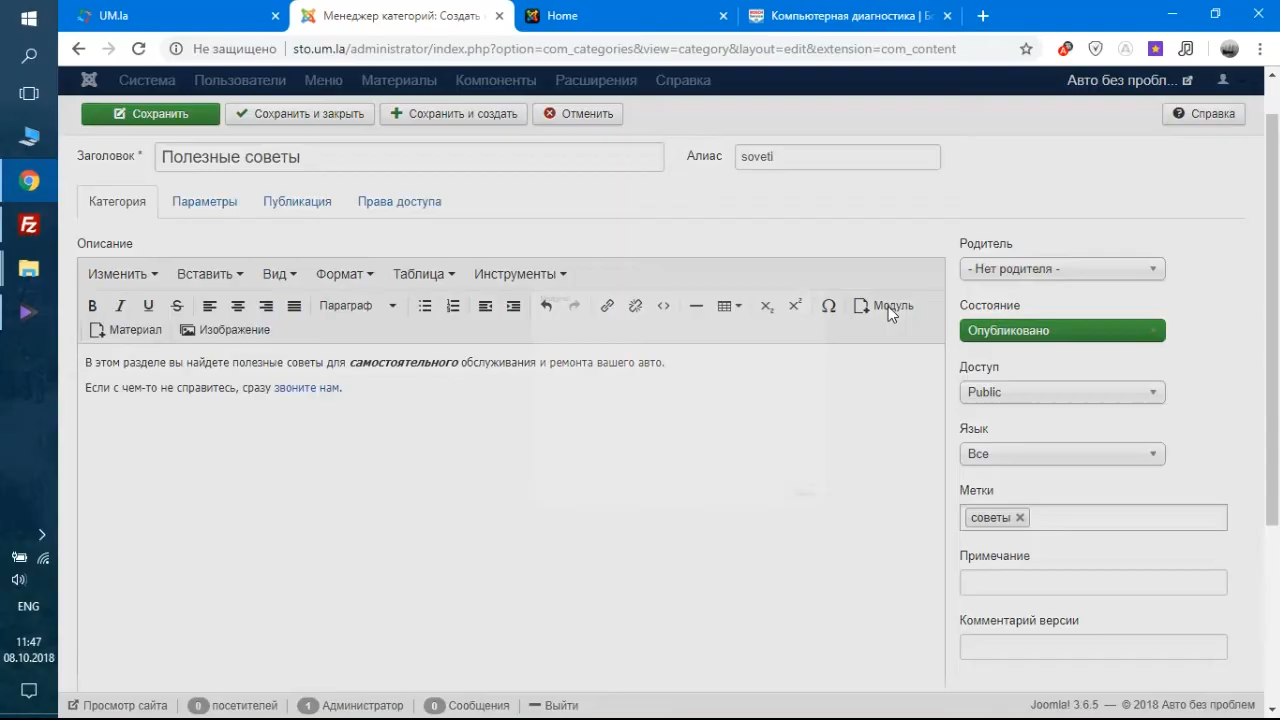 UM.la
Менеджер категорий: Создать
Home
Компьютерная диагностика | Б
Не защищено
sto.um.la/administrator/index.php?option=com_categories&view=category&layout=edit&extension=com_content
Система Пользователи Меню Материалы Компоненты Расширения Справка
Авто без пробл...
Сохранить
Сохранить и закрыть
Сохранить и создать
Отменить
Справка
Заголовок * Полезные советы
Алиас soveti
Категория Параметры Публикация Права доступа
Описание
Изменить Вставить Вид Формат Таблица Инструменты
B I U S Параграф
Модуль
Материал Изображение
В этом разделе вы найдете полезные советы для самостоятельного обслуживания и ремонта вашего авто.
Если с чем-то не справитесь, сразу звоните нам.
Родитель
- Нет родителя -
Состояние
Опубликовано
Доступ
Public
Язык
Все
Метки
советы
Примечание
Комментарий версии
ENG
11:47
08.10.2018
Просмотр сайта 0 посетителей 1 Администратор 0 Сообщения Выйти
Joomla! 3.6.5 — © 2018 Авто без проблем